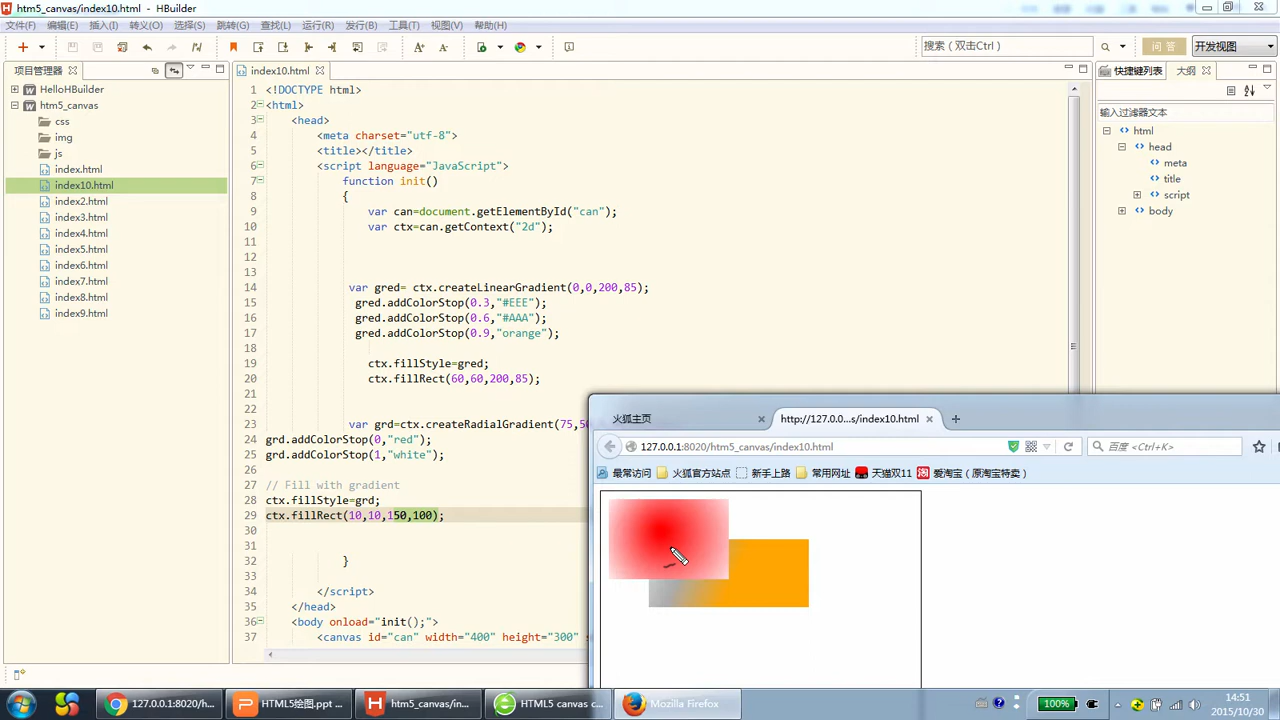 htm5_canvas/index10.html - HBuilder
文件(F) 编辑(E) 插入(I) 转义(O) 选择(S) 跳转(G) 查找(L) 运行(R) 发行(B) 工具(T) 视图(V) 帮助(H)
搜索（双击Ctrl） 问 答 开发视图
项目管理器
HelloHBuilder
htm5_canvas
css
img
js
index.html
index10.html
index2.html
index3.html
index4.html
index5.html
index6.html
index7.html
index8.html
index9.html
index10.html
1 <!DOCTYPE html>
2 <html>
3 <head>
4 <meta charset="utf-8">
5 <title></title>
6 <script language="JavaScript">
7 function init()
8 {
9 var can=document.getElementById("can");
10 var ctx=can.getContext("2d");
11
12
13
14 var gred= ctx.createLinearGradient(0,0,200,85);
15 gred.addColorStop(0.3,"#EEE");
16 gred.addColorStop(0.6,"#AAA");
17 gred.addColorStop(0.9,"orange");
18
19 ctx.fillStyle=gred;
20 ctx.fillRect(60,60,200,85);
21
22
23 var grd=ctx.createRadialGradient(75,50
24 grd.addColorStop(0,"red");
25 grd.addColorStop(1,"white");
26
27 // Fill with gradient
28 ctx.fillStyle=grd;
29 ctx.fillRect(10,10,150,100);
30
31
32 }
33
34 </script>
35 </head>
36 <body onload="init();">
37 <canvas id="can" width="400" height="300" s
快捷键列表 大纲
输入过滤器文本
html
head
meta
title
script
body
火狐主页 http://127.0.0...s/index10.html
127.0.0.1:8020/htm5_canvas/index10.html 百度 <Ctrl+K>
最常访问 火狐官方站点 新手上路 常用网址 天猫双11 爱淘宝（原淘宝特卖）
127.0.0.1:8020/h... HTML5绘图.ppt ... htm5_canvas/in... HTML5 canvas c... Mozilla Firefox 100% 14:51
2015/10/30